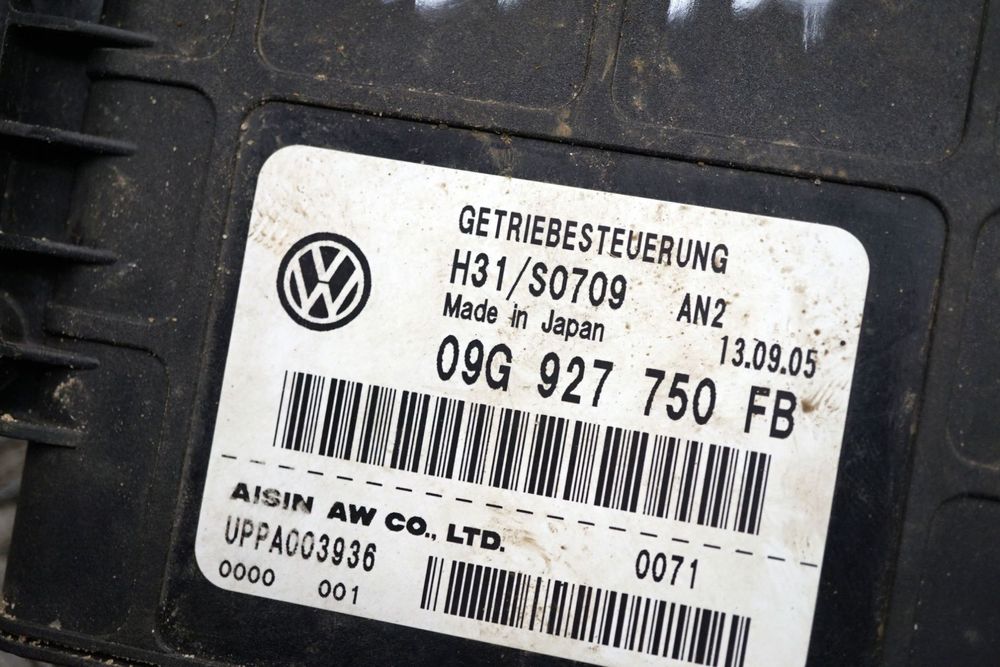 GETRIEBESTEUERUNG
H31/S0709 AN2
Made in Japan 13.09.05
09G 927 750 FB
AISIN AW CO., LTD.
UPPA003936 0071
0000 001